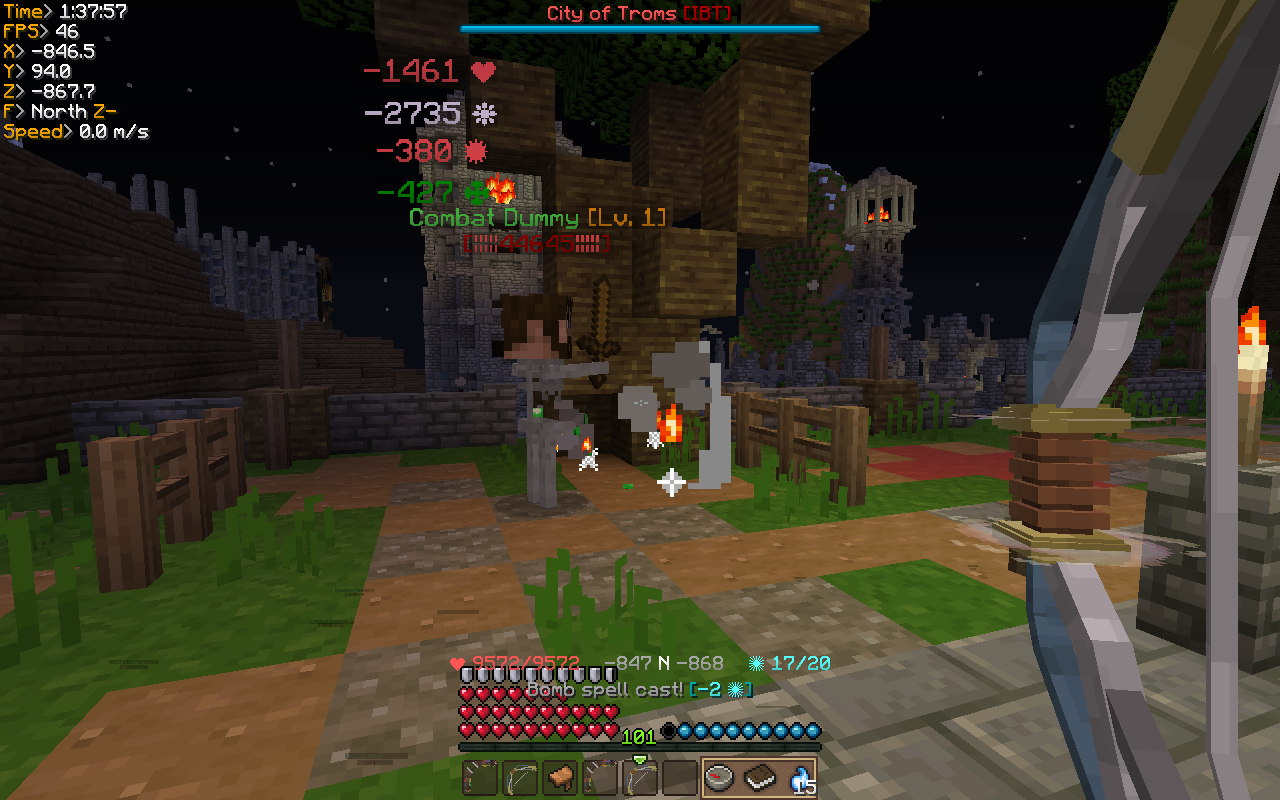 Time> 1:37:57
FPS> 46
X> -846.5
Y> 94.0
Z> -867.7
F> North Z-
Speed> 0.0 m/s
City of Troms [IBT]
-1461
-2735
-380
-427
Combat Dummy [Lv. 1]
[||||44645||||]
9572/9572 -847 N -868 17/20
Bomb spell cast! [-2 ]
101
15